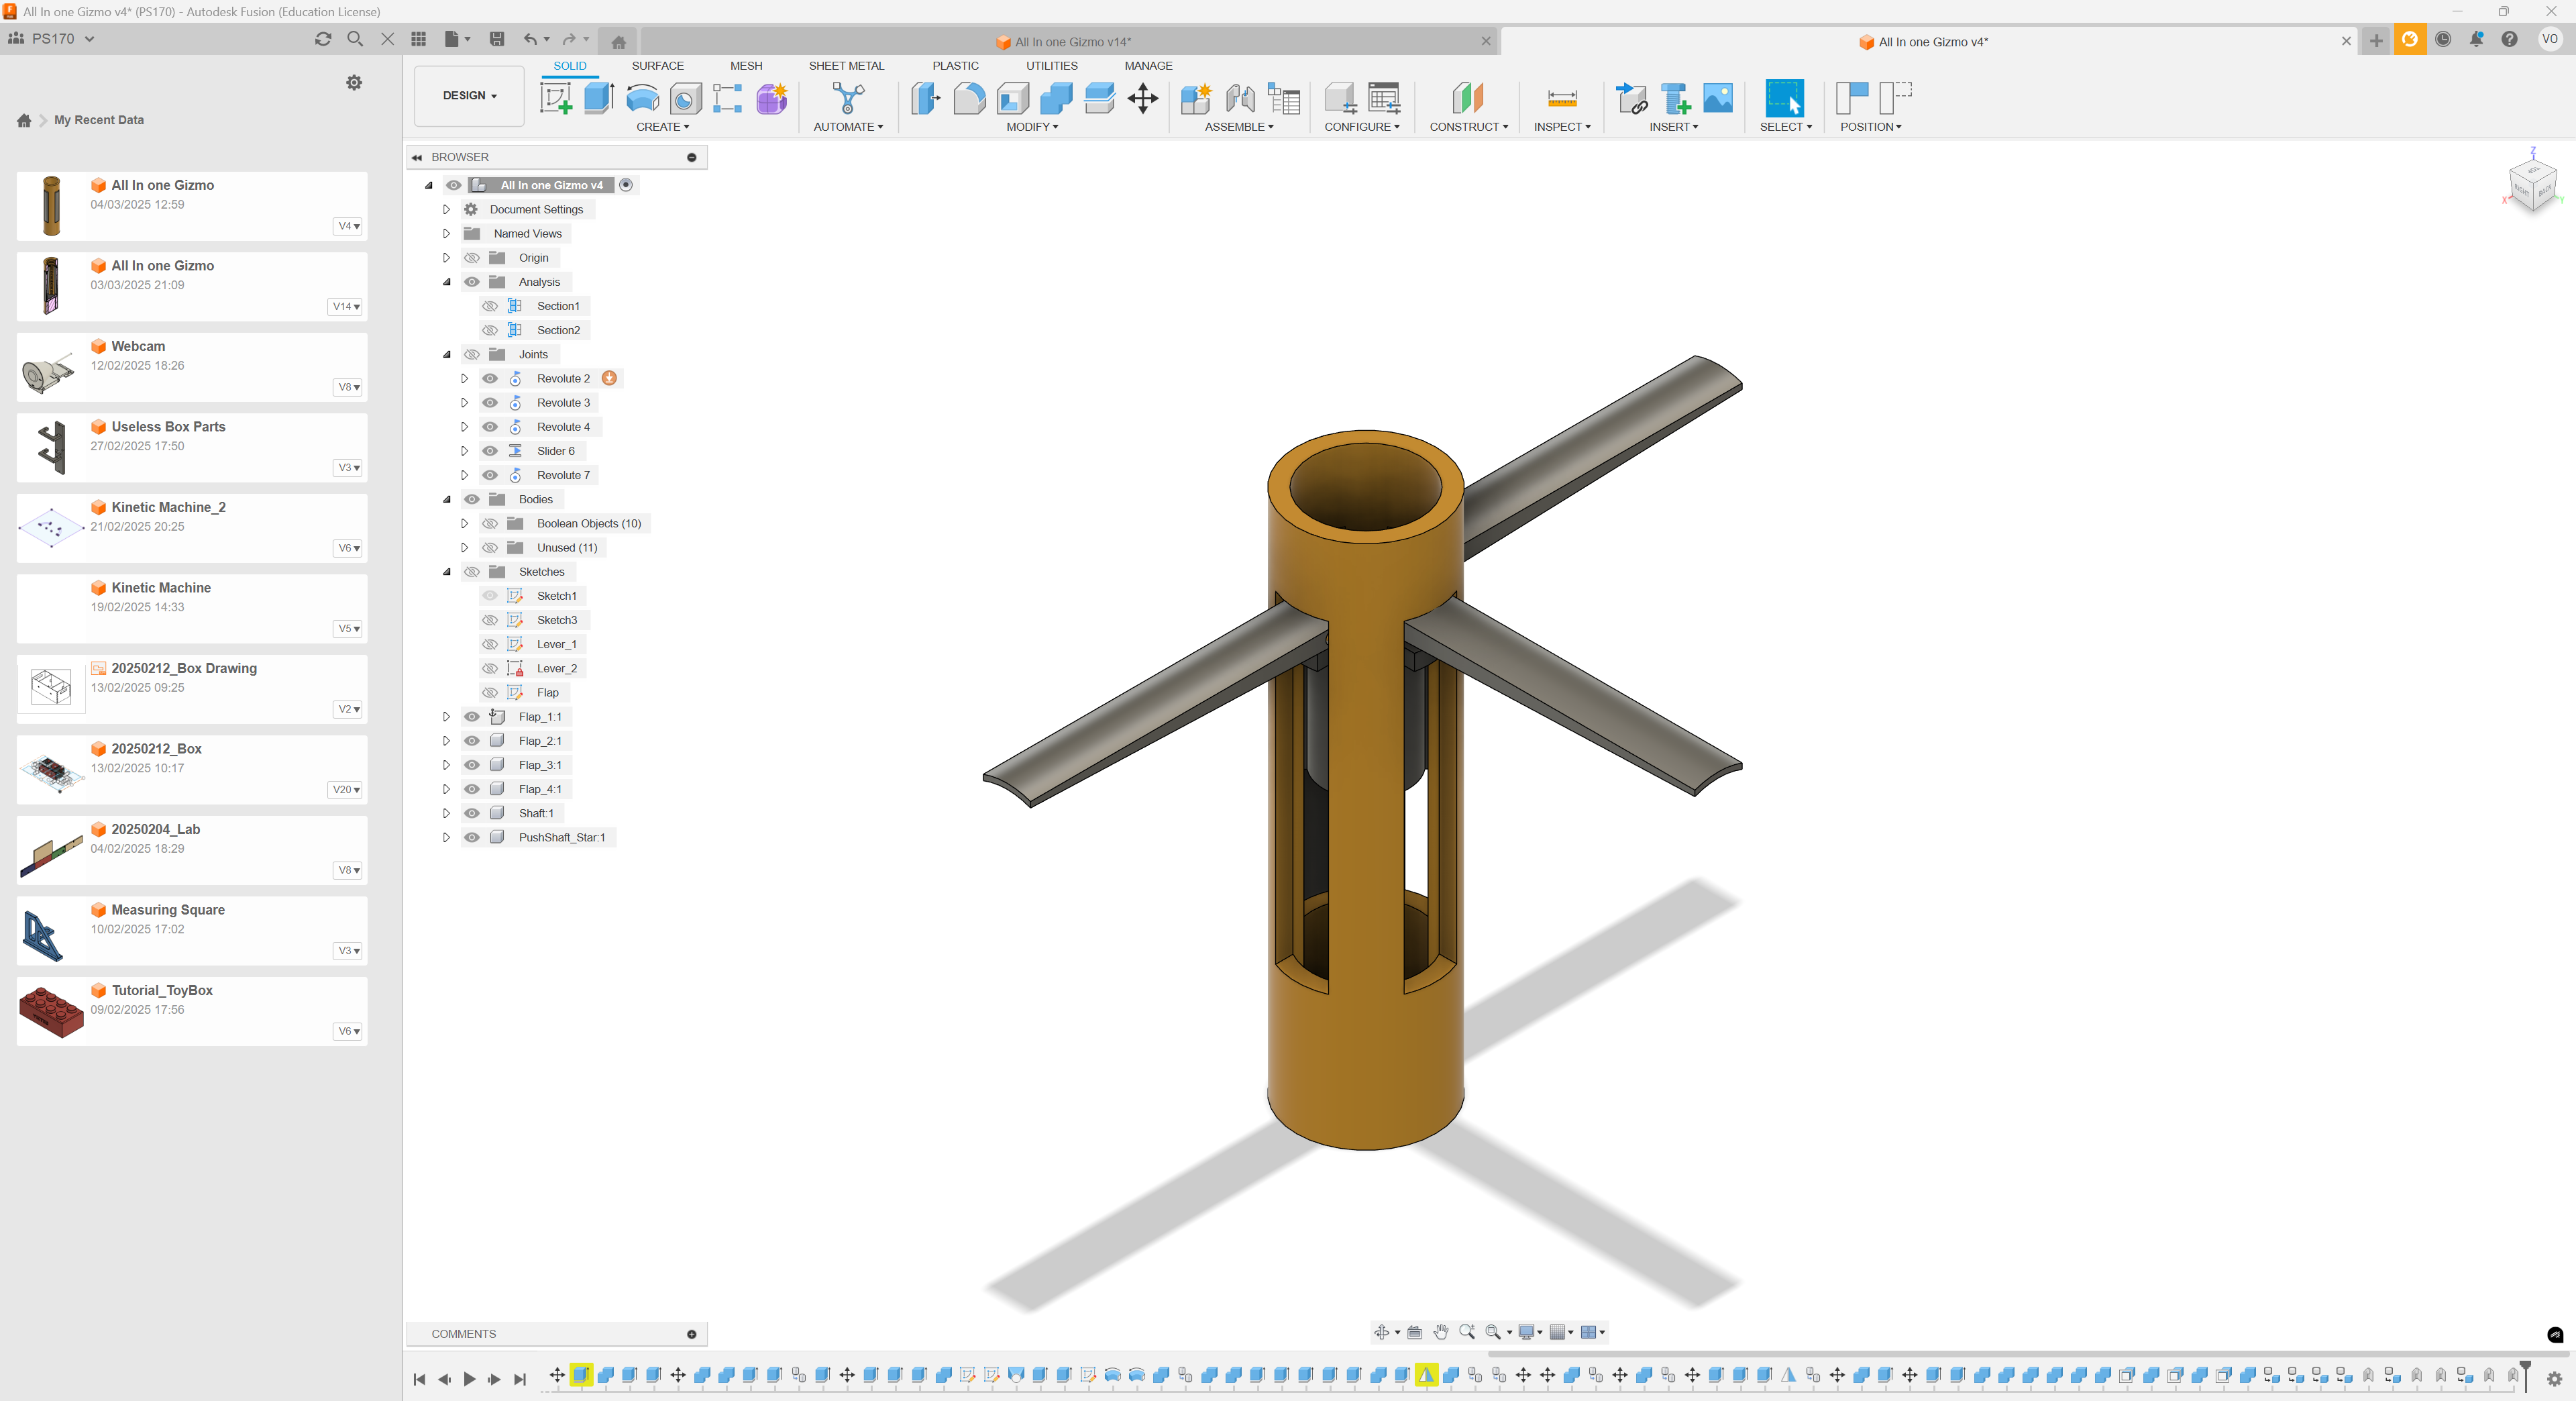 All In one Gizmo v4* (PS170) - Autodesk Fusion (Education License)
PS170
All In one Gizmo v14*
All In one Gizmo v4*
VO
DESIGN
SOLID
SURFACE
MESH
SHEET METAL
PLASTIC
UTILITIES
MANAGE
CREATE
AUTOMATE
MODIFY
ASSEMBLE
CONFIGURE
CONSTRUCT
INSPECT
INSERT
SELECT
POSITION
My Recent Data
All In one Gizmo
04/03/2025 12:59
V4
All In one Gizmo
03/03/2025 21:09
V14
Webcam
12/02/2025 18:26
V8
Useless Box Parts
27/02/2025 17:50
V3
Kinetic Machine_2
21/02/2025 20:25
V6
Kinetic Machine
19/02/2025 14:33
V5
20250212_Box Drawing
13/02/2025 09:25
V2
20250212_Box
13/02/2025 10:17
V20
20250204_Lab
04/02/2025 18:29
V8
Measuring Square
10/02/2025 17:02
V3
Tutorial_ToyBox
09/02/2025 17:56
V6
BROWSER
All In one Gizmo v4
Document Settings
Named Views
Origin
Analysis
Section1
Section2
Joints
Revolute 2
Revolute 3
Revolute 4
Slider 6
Revolute 7
Bodies
Boolean Objects (10)
Unused (11)
Sketches
Sketch1
Sketch3
Lever_1
Lever_2
Flap
Flap_1:1
Flap_2:1
Flap_3:1
Flap_4:1
Shaft:1
PushShaft_Star:1
Z
TOP
RIGHT
BACK
X
Y
COMMENTS